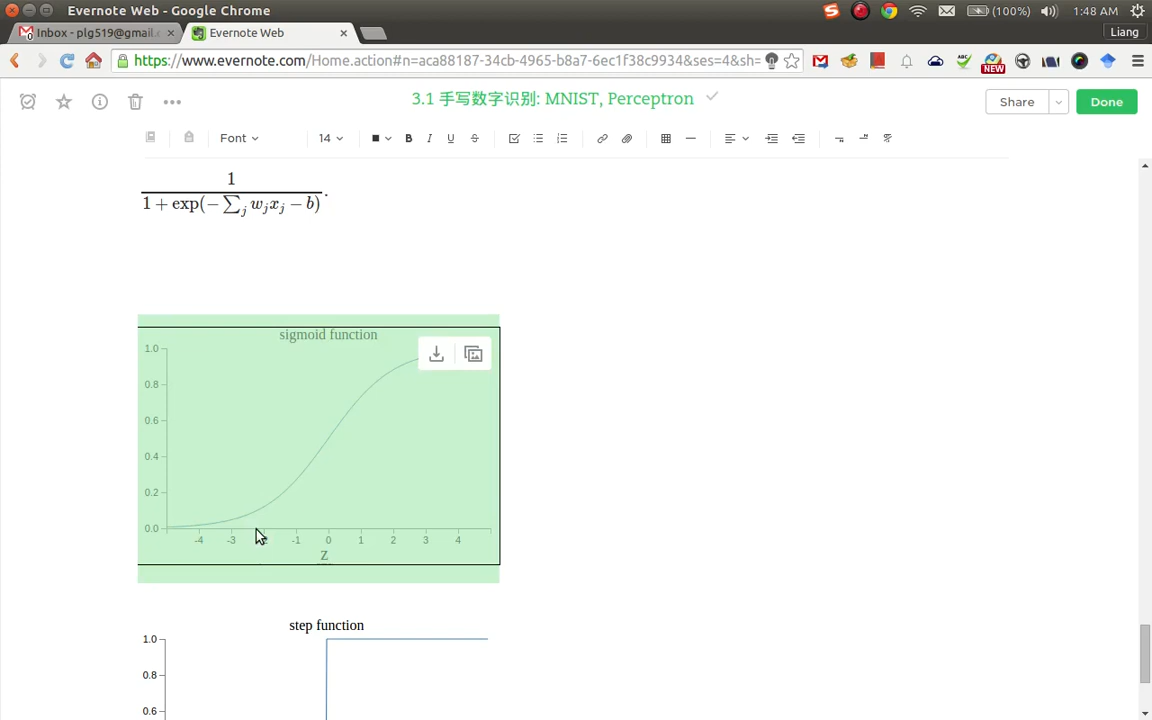 Evernote Web - Google Chrome
(100%)
1:48 AM
Inbox - plg519@gmail.c
Evernote Web
Liang
https://www.evernote.com/Home.action#n=aca88187-34cb-4965-b8a7-6ec1f38c9934&ses=4&sh=
NEW
3.1 手写数字识别: MNIST, Perceptron
Share
Done
Font
14
B I U S
1
1 + exp(−∑j wjxj − b)
.
sigmoid function
1.0
0.8
0.6
0.4
0.2
0.0
-4 -3 -1 0 1 2 3 4
Z
step function
1.0
0.8
0.6